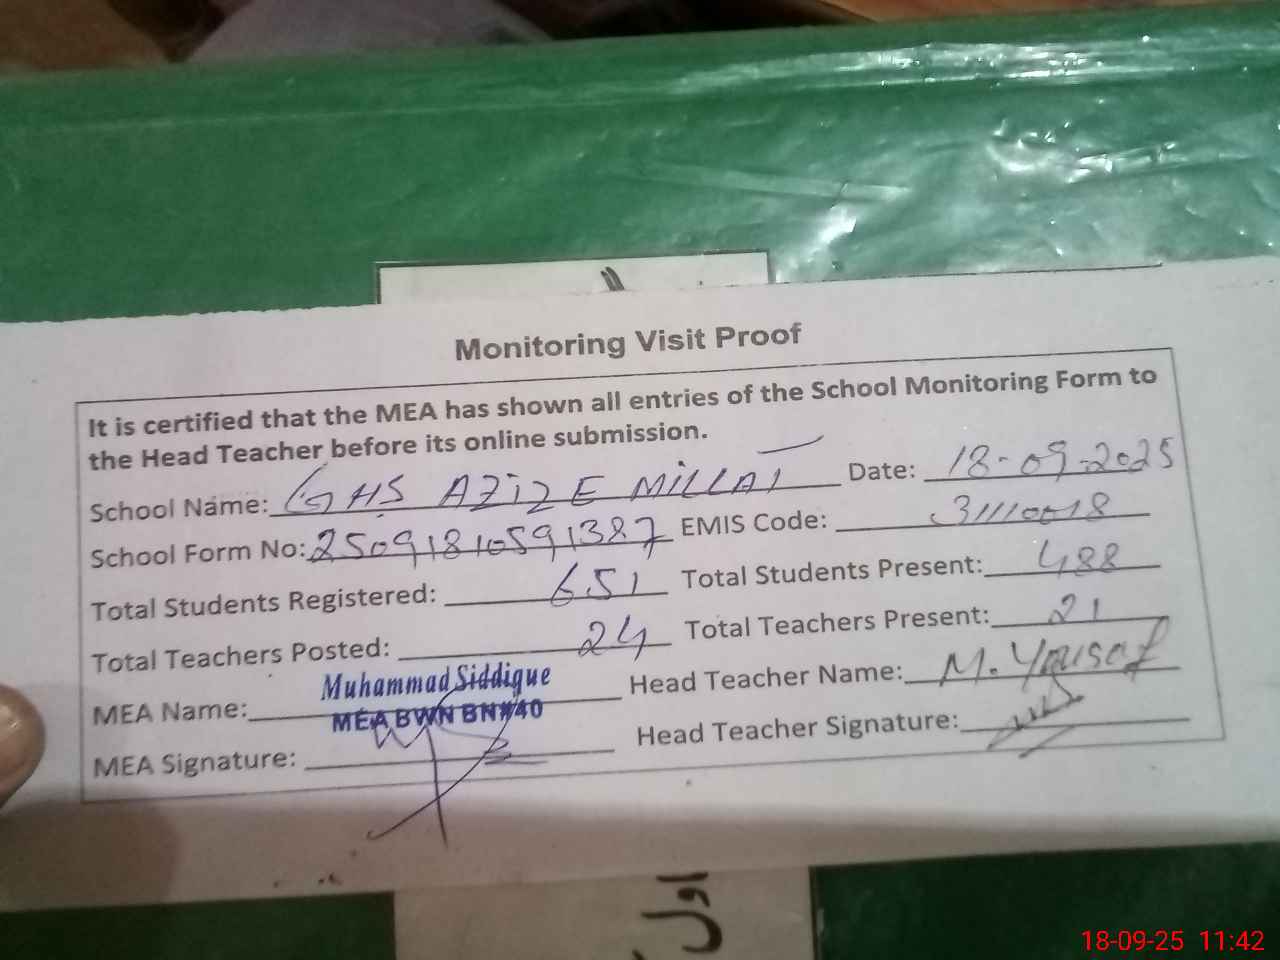 Monitoring Visit Proof
It is certified that the MEA has shown all entries of the School Monitoring Form to
the Head Teacher before its online submission.
School Name: GHS AZIZ E MILLAT Date: 18-09-2025
School Form No: 25091810591387 EMIS Code: 31110018
Total Students Registered: 651 Total Students Present: 488
Total Teachers Posted: 24 Total Teachers Present: 21
MEA Name: Muhammad Siddique Head Teacher Name: M. Yousaf
MEA BWN BN#40
MEA Signature: Head Teacher Signature:
اول
18-09-25 11:42